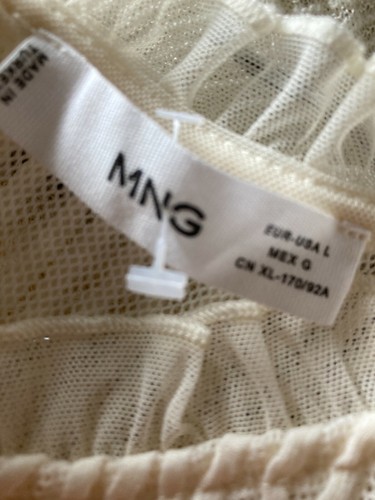 MADE IN
MNG
EUR-USA L
MEX G
CN XL-170/92A